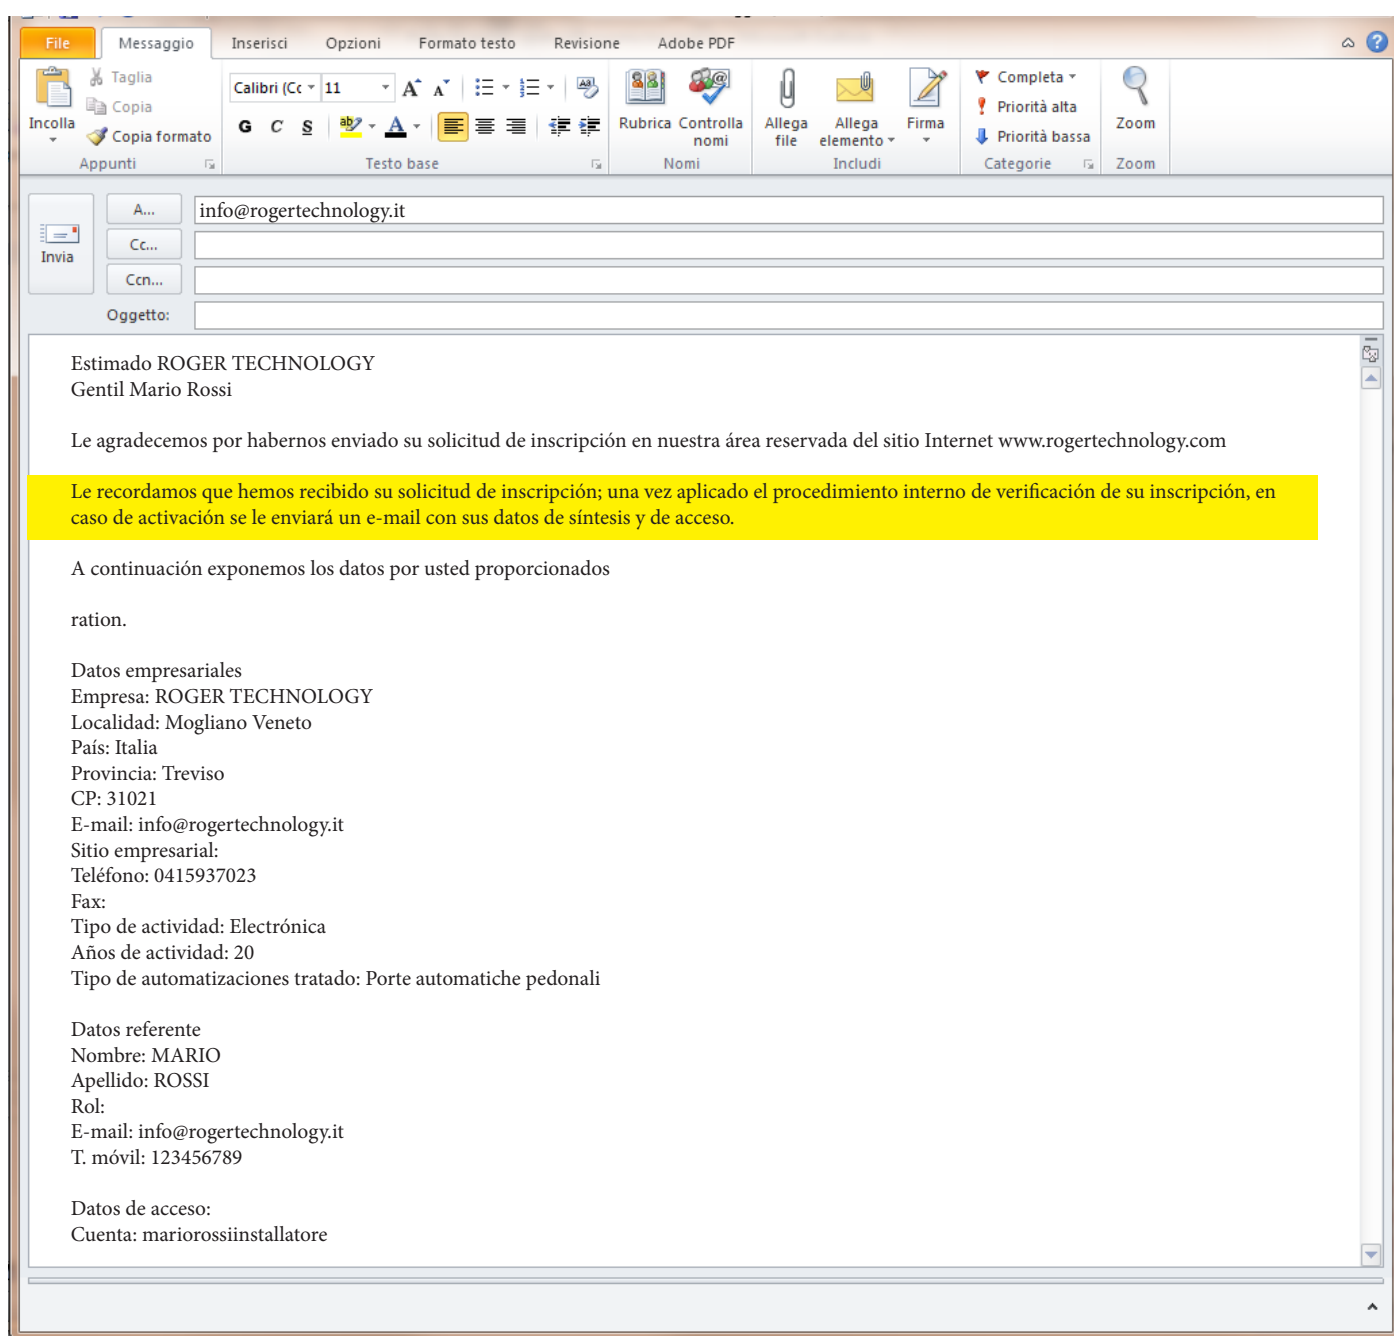 File Messaggio Inserisci Opzioni Formato testo Revisione Adobe PDF
Incolla
Taglia
Copia
Copia formato
Appunti
Calibri (Cc 11
G C S
Testo base
Rubrica Controlla nomi
Nomi
Allega file Allega elemento Firma
Includi
Completa
Priorità alta
Priorità bassa
Categorie
Zoom
Zoom
Invia
A... info@rogertechnology.it
Cc...
Ccn...
Oggetto:
Estimado ROGER TECHNOLOGY
Gentil Mario Rossi
Le agradecemos por habernos enviado su solicitud de inscripción en nuestra área reservada del sitio Internet www.rogertechnology.com
Le recordamos que hemos recibido su solicitud de inscripción; una vez aplicado el procedimiento interno de verificación de su inscripción, en
caso de activación se le enviará un e-mail con sus datos de síntesis y de acceso.
A continuación exponemos los datos por usted proporcionados
ration.
Datos empresariales
Empresa: ROGER TECHNOLOGY
Localidad: Mogliano Veneto
País: Italia
Provincia: Treviso
CP: 31021
E-mail: info@rogertechnology.it
Sitio empresarial:
Teléfono: 0415937023
Fax:
Tipo de actividad: Electrónica
Años de actividad: 20
Tipo de automatizaciones tratado: Porte automatiche pedonali
Datos referente
Nombre: MARIO
Apellido: ROSSI
Rol:
E-mail: info@rogertechnology.it
T. móvil: 123456789
Datos de acceso:
Cuenta: mariorossiinstallatore